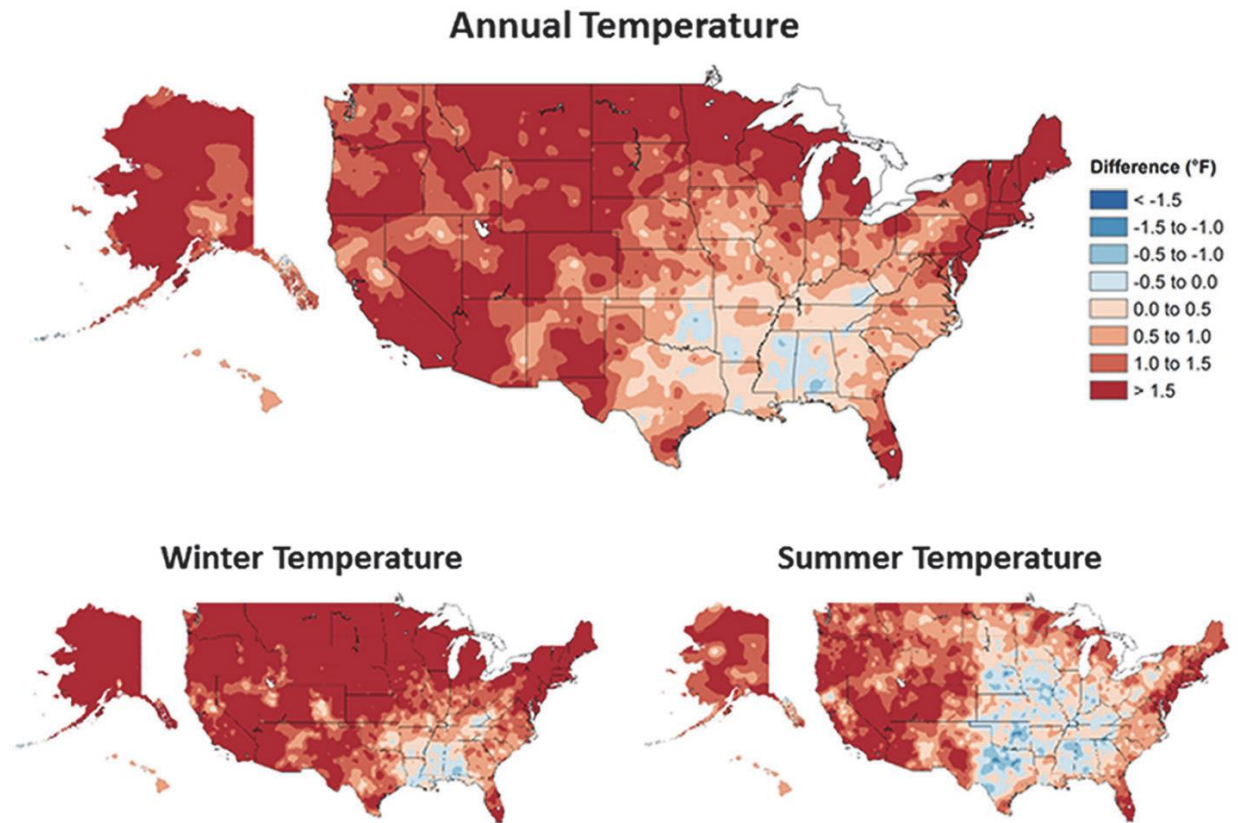 Annual Temperature
Difference (°F)
< -1.5
-1.5 to -1.0
-0.5 to -1.0
-0.5 to 0.0
0.0 to 0.5
0.5 to 1.0
1.0 to 1.5
> 1.5
Winter Temperature
Summer Temperature